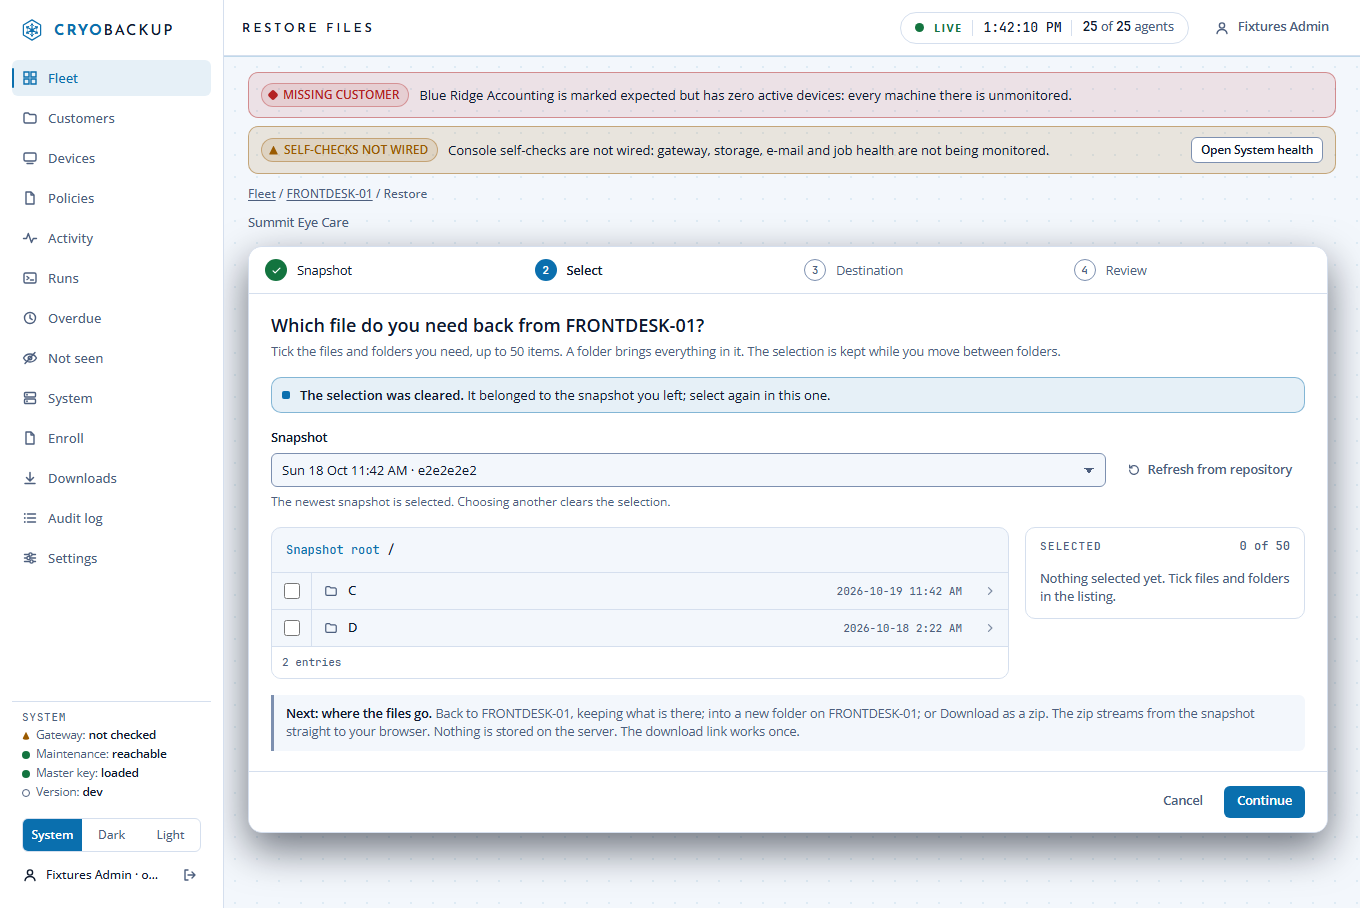 CRYOBACKUP
RESTORE FILES
LIVE 1:42:10 PM 25 of 25 agents
Fixtures Admin
Fleet
Customers
Devices
Policies
Activity
Runs
Overdue
Not seen
System
Enroll
Downloads
Audit log
Settings
SYSTEM
Gateway: not checked
Maintenance: reachable
Master key: loaded
Version: dev
System Dark Light
Fixtures Admin · o...
MISSING CUSTOMER Blue Ridge Accounting is marked expected but has zero active devices: every machine there is unmonitored.
SELF-CHECKS NOT WIRED Console self-checks are not wired: gateway, storage, e-mail and job health are not being monitored. Open System health
Fleet / FRONTDESK-01 / Restore
Summit Eye Care
Snapshot 2 Select 3 Destination 4 Review
Which file do you need back from FRONTDESK-01?
Tick the files and folders you need, up to 50 items. A folder brings everything in it. The selection is kept while you move between folders.
The selection was cleared. It belonged to the snapshot you left; select again in this one.
Snapshot
Sun 18 Oct 11:42 AM · e2e2e2e2 Refresh from repository
The newest snapshot is selected. Choosing another clears the selection.
Snapshot root /
C 2026-10-19 11:42 AM
D 2026-10-18 2:22 AM
2 entries
SELECTED 0 of 50
Nothing selected yet. Tick files and folders
in the listing.
Next: where the files go. Back to FRONTDESK-01, keeping what is there; into a new folder on FRONTDESK-01; or Download as a zip. The zip streams from the snapshot
straight to your browser. Nothing is stored on the server. The download link works once.
Cancel Continue